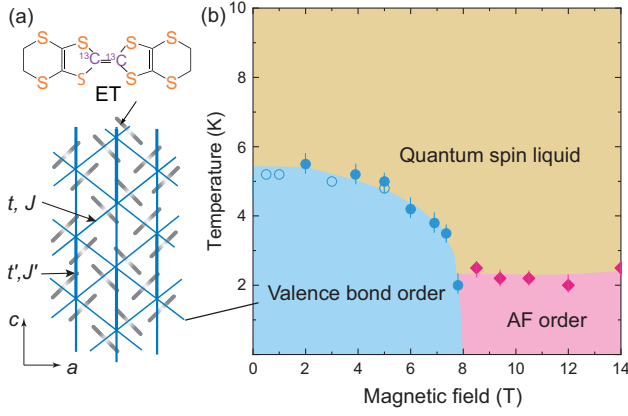 (a)
S S S S
13C 13C
S S S S
ET
t, J
t',J'
c
a
(b)
10
8
6
4
2
Temperature (K)
Quantum spin liquid
Valence bond order
AF order
0 2 4 6 8 10 12 14
Magnetic field (T)